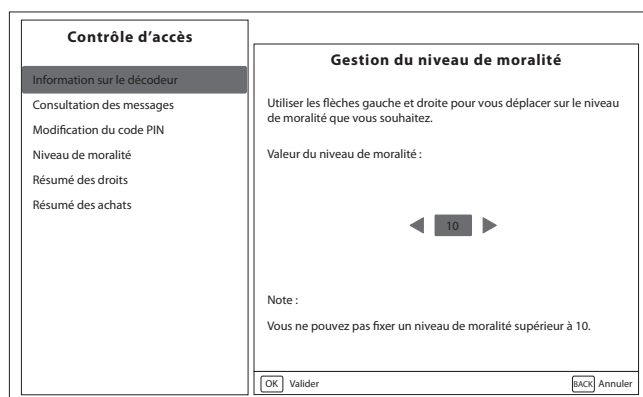 Contrôle d'accès
Information sur le décodeur
Consultation des messages
Modification du code PIN
Niveau de moralité
Résumé des droits
Résumé des achats
Gestion du niveau de moralité
Utiliser les flèches gauche et droite pour vous déplacer sur le niveau
de moralité que vous souhaitez.
Valeur du niveau de moralité :
10
Note :
Vous ne pouvez pas fixer un niveau de moralité supérieur à 10.
OK Valider
BACK Annuler